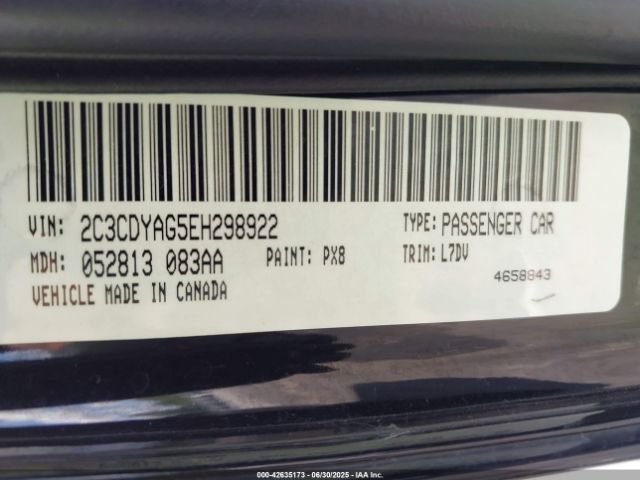 VIN: 2C3CDYAG5EH298922 TYPE: PASSENGER CAR
MDH: 052813 083AA PAINT: PX8 TRIM: L7DV
VEHICLE MADE IN CANADA 4658843
000-42635173 | 06/30/2025 - IAA Inc.